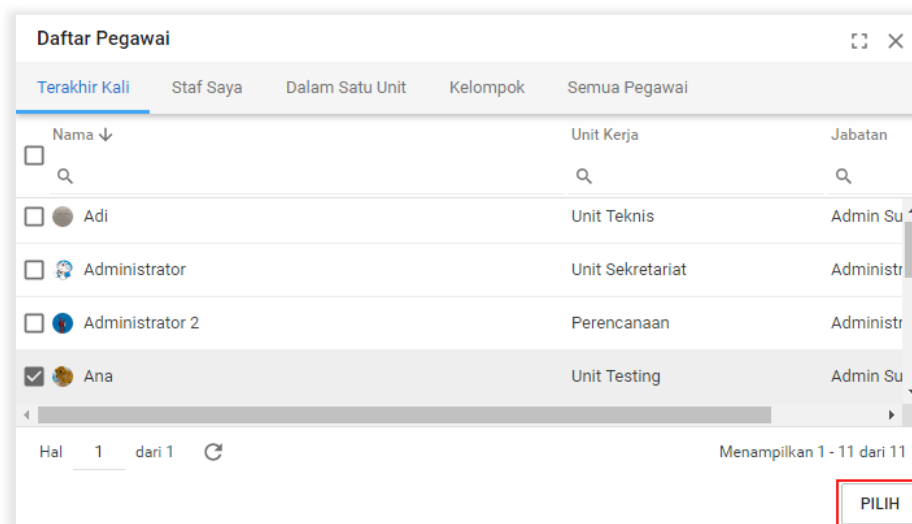 Daftar Pegawai
Terakhir Kali Staf Saya Dalam Satu Unit Kelompok Semua Pegawai
Nama Unit Kerja Jabatan
Adi Unit Teknis Admin Su
Administrator Unit Sekretariat Administr
Administrator 2 Perencanaan Administr
Ana Unit Testing Admin Su
Hal 1 dari 1 Menampilkan 1 - 11 dari 11
PILIH